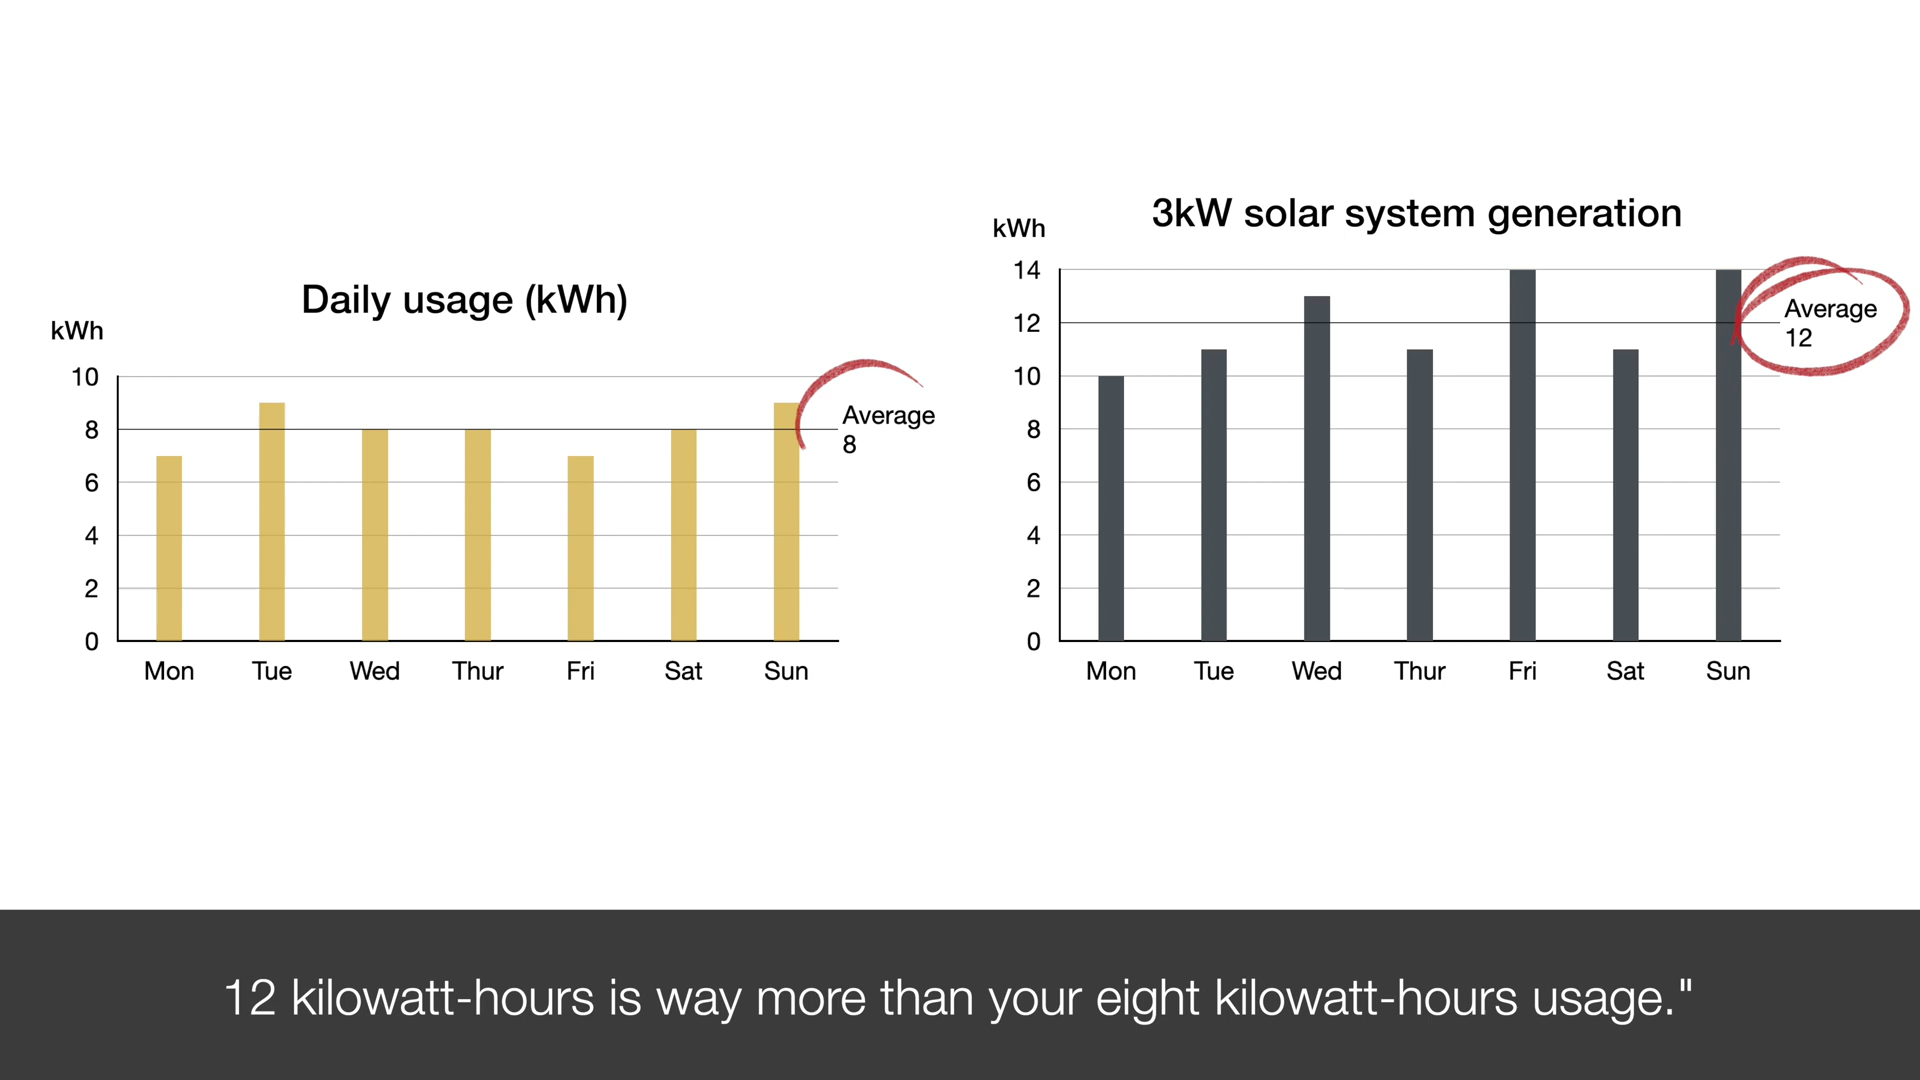 Daily usage (kWh)
kWh
10
8
6
4
2
0
Mon Tue Wed Thur Fri Sat Sun
Average
8
3kW solar system generation
kWh
14
12
10
8
6
4
2
0
Mon Tue Wed Thur Fri Sat Sun
Average
12
12 kilowatt-hours is way more than your eight kilowatt-hours usage."